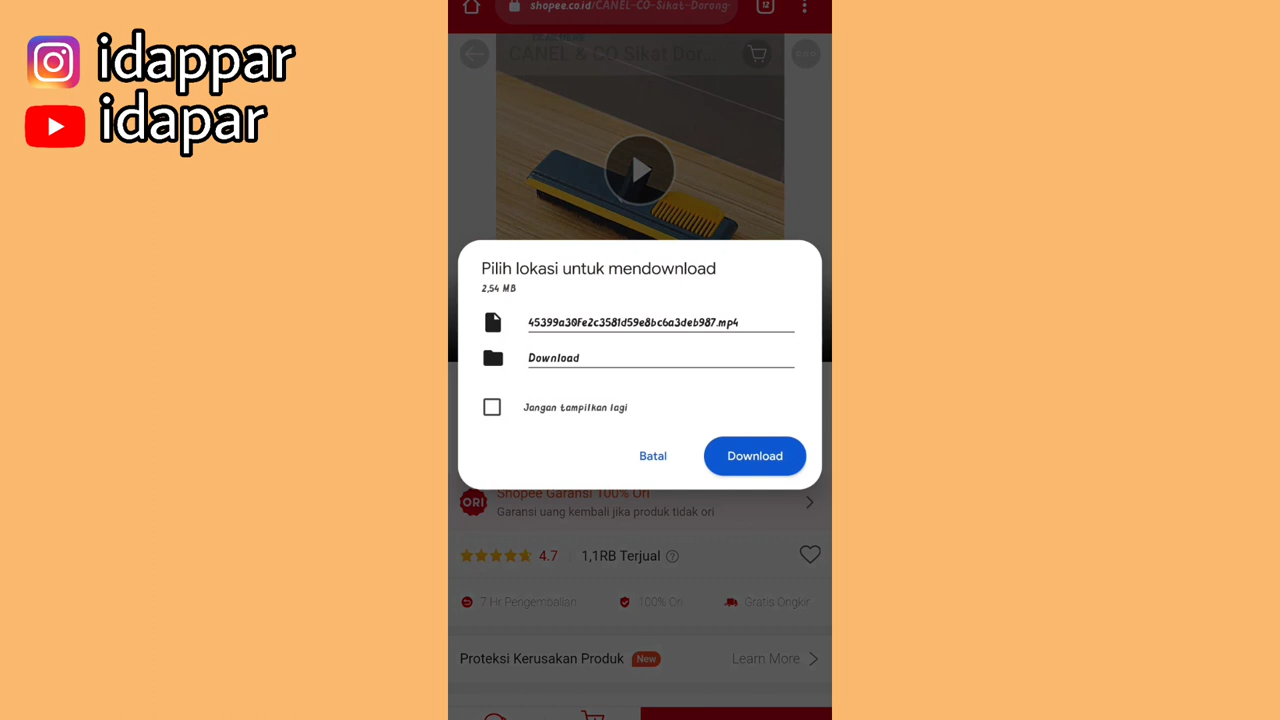 idappar
idapar
shopee.co.id/CANEL-CO-Sikat-Dorong-
12
CANEL & CO Sikat Dor...
Pilih lokasi untuk mendownload
2,54 MB
45399a30fe2c3581d59e8bc6a3deb987.mp4
Download
Jangan tampilkan lagi
Batal
Download
ORI
Shopee Garansi 100% Ori
Garansi uang kembali jika produk tidak ori
4.7
1,1RB Terjual
7 Hr Pengembalian
100% Ori
Gratis Ongkir
Proteksi Kerusakan Produk
New
Learn More